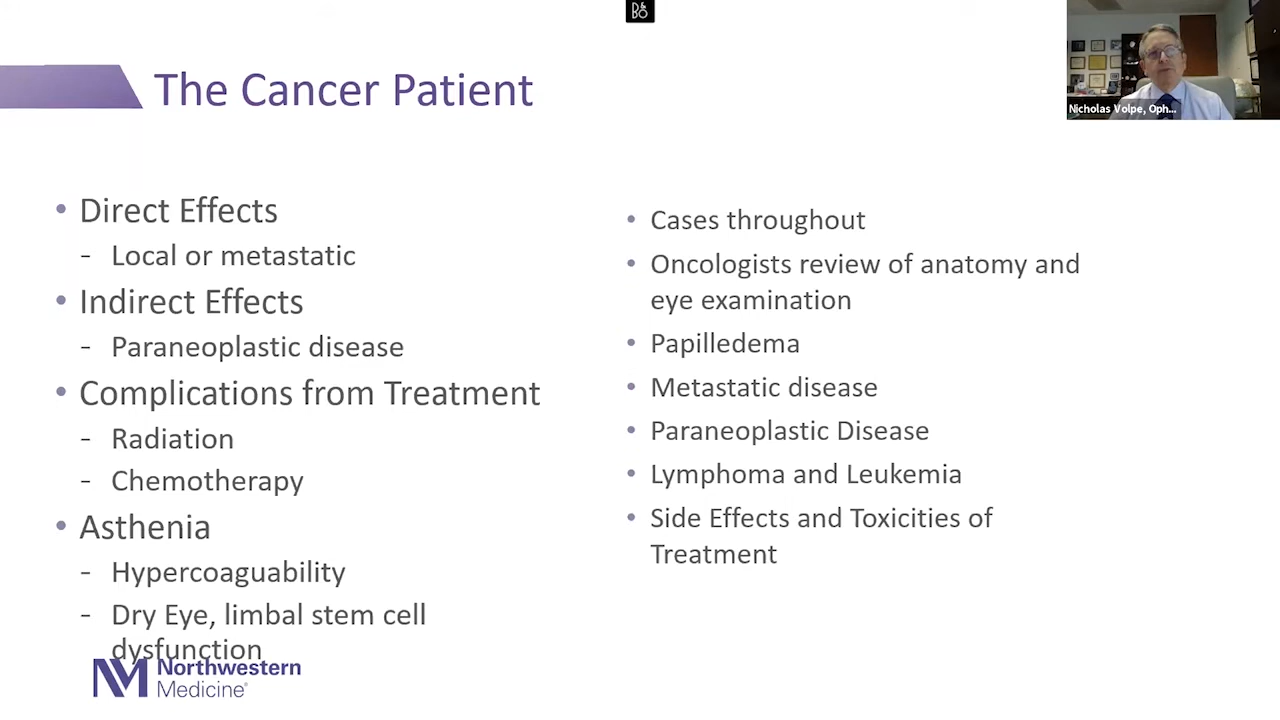 D&
BO
The Cancer Patient
Nicholas Volpe, Oph...
• Direct Effects
- Local or metastatic
• Indirect Effects
- Paraneoplastic disease
• Complications from Treatment
- Radiation
- Chemotherapy
• Asthenia
- Hypercoaguability
- Dry Eye, limbal stem cell
dysfunction
• Cases throughout
• Oncologists review of anatomy and
eye examination
• Papilledema
• Metastatic disease
• Paraneoplastic Disease
• Lymphoma and Leukemia
• Side Effects and Toxicities of
Treatment
NM Northwestern
Medicine®